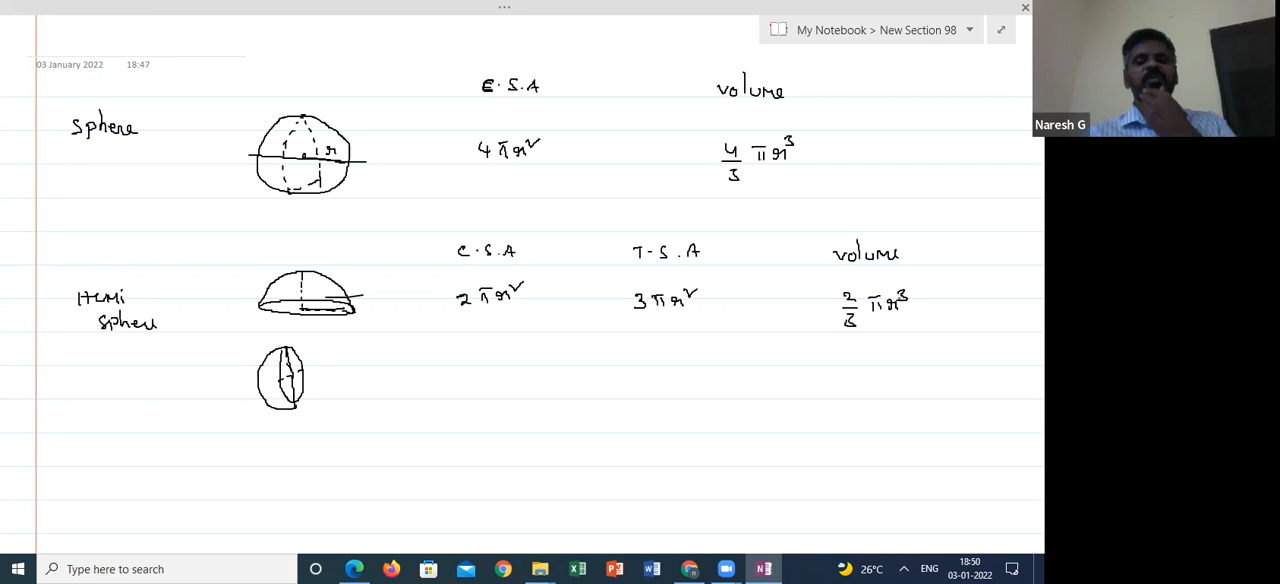 My Notebook > New Section 98
03 January 2022 18:47
C.S.A volume
Sphere r 4πr² 4/3 πr³
Naresh G
C.S.A T-S.A volume
Hemi sphere 2πr² 3πr² 2/3 πr³
Type here to search
26°C ENG 18:50 03-01-2022